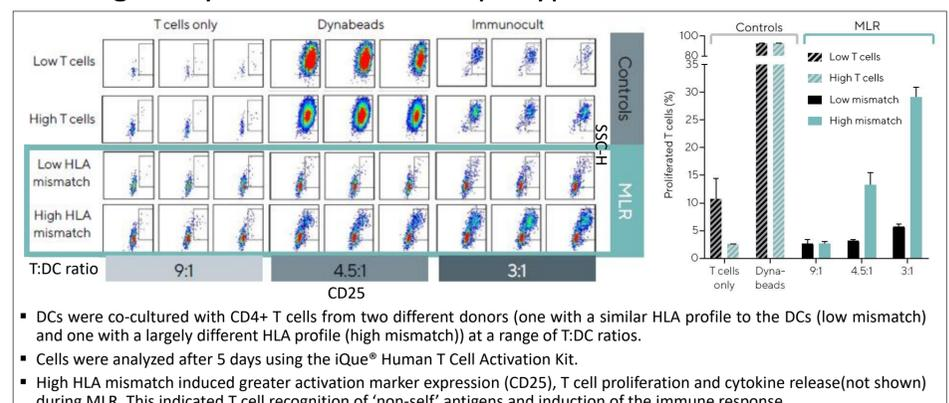 T cells only
Dynabeads
Immunocult
Low T cells
High T cells
Controls
Low HLA
mismatch
High HLA
mismatch
MLR
SSC-H
T:DC ratio
9:1
4.5:1
3:1
CD25
Controls
MLR
Proliferated T cells (%)
100
80
35
30
25
20
15
10
5
0
Low T cells
High T cells
Low mismatch
High mismatch
T cells
only
Dyna-
beads
9:1
4.5:1
3:1
▪ DCs were co-cultured with CD4+ T cells from two different donors (one with a similar HLA profile to the DCs (low mismatch)
and one with a largely different HLA profile (high mismatch)) at a range of T:DC ratios.
▪ Cells were analyzed after 5 days using the iQue® Human T Cell Activation Kit.
▪ High HLA mismatch induced greater activation marker expression (CD25), T cell proliferation and cytokine release(not shown)
during MLR. This indicated T cell recognition of ‘non-self’ antigens and induction of the immune response.